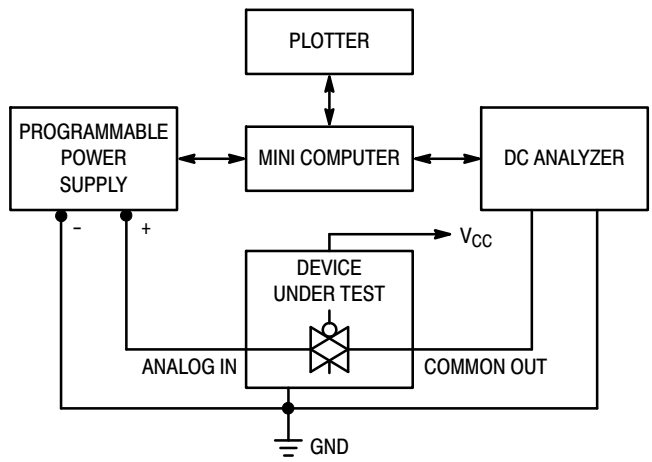 PLOTTER
PROGRAMMABLE
POWER
SUPPLY
MINI COMPUTER
DC ANALYZER
− +
VCC
DEVICE
UNDER TEST
ANALOG IN
COMMON OUT
GND